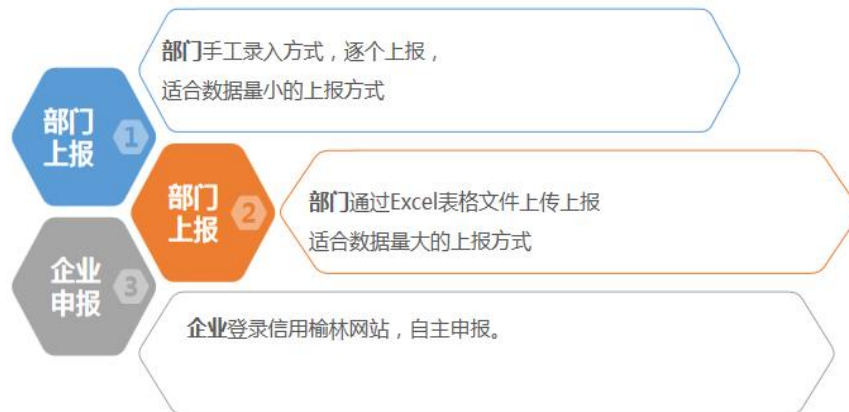 部门手工录入方式，逐个上报，
适合数据量小的上报方式
部门
上报
1
部门
上报
2
部门通过Excel表格文件上传上报
适合数据量大的上报方式
企业
申报
3
企业登录信用榆林网站，自主申报。